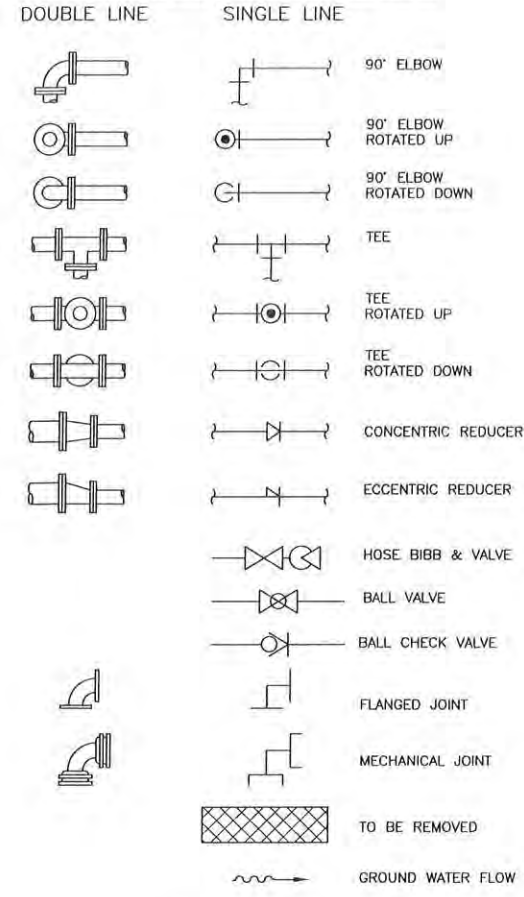 DOUBLE LINE SINGLE LINE
90° ELBOW
90° ELBOW
ROTATED UP
90° ELBOW
ROTATED DOWN
TEE
TEE
ROTATED UP
TEE
ROTATED DOWN
CONCENTRIC REDUCER
ECCENTRIC REDUCER
HOSE BIBB & VALVE
BALL VALVE
BALL CHECK VALVE
FLANGED JOINT
MECHANICAL JOINT
TO BE REMOVED
GROUND WATER FLOW